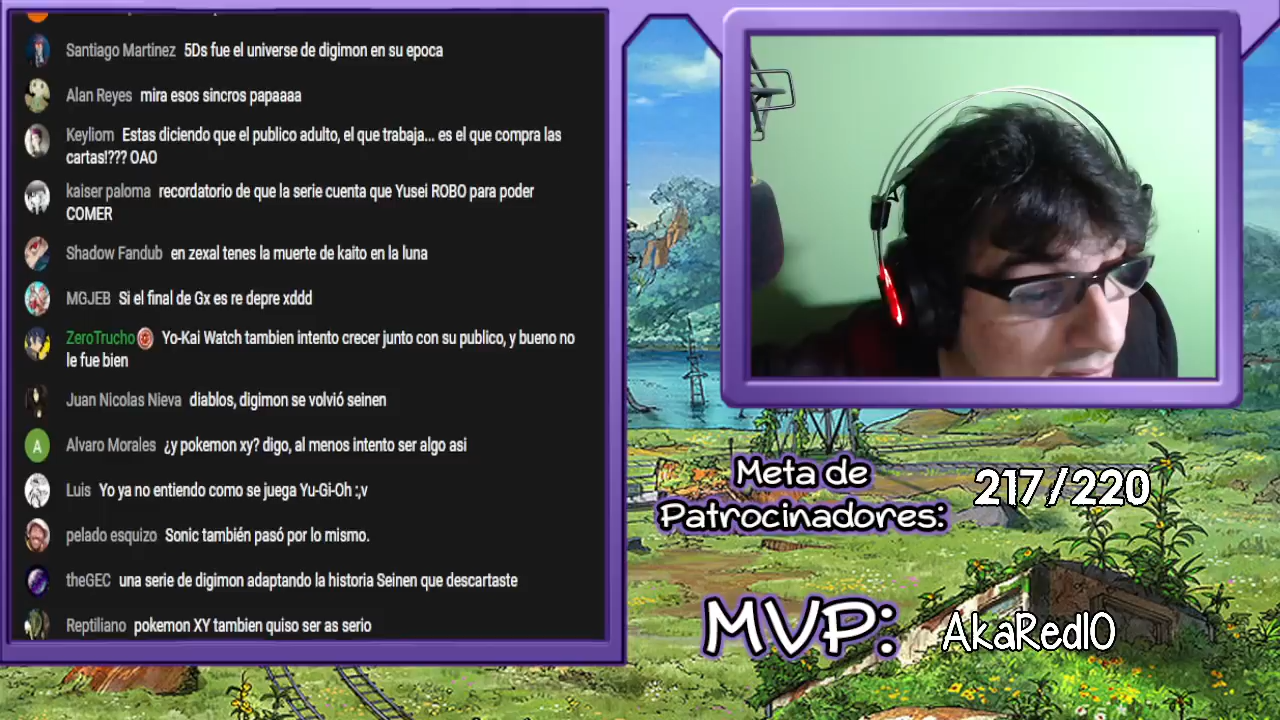 Santiago Martinez 5Ds fue el universe de digimon en su epoca
Alan Reyes mira esos sincros papaaaa
Keyliom Estas diciendo que el publico adulto, el que trabaja... es el que compra las
cartas!??? OAO
kaiser paloma recordatorio de que la serie cuenta que Yusei ROBO para poder
COMER
Shadow Fandub en zexal tenes la muerte de kaito en la luna
MGJEB Si el final de Gx es re depre xddd
ZeroTrucho Yo-Kai Watch tambien intento crecer junto con su publico, y bueno no
le fue bien
Juan Nicolas Nieva diablos, digimon se volvió seinen
A Alvaro Morales ¿y pokemon xy? digo, al menos intento ser algo asi
Luis Yo ya no entiendo como se juega Yu-Gi-Oh :,v
pelado esquizo Sonic también pasó por lo mismo.
theGEC una serie de digimon adaptando la historia Seinen que descartaste
Reptiliano pokemon XY tambien quiso ser as serio
Meta de
Patrocinadores:
217/220
MVP:
AkaRed10